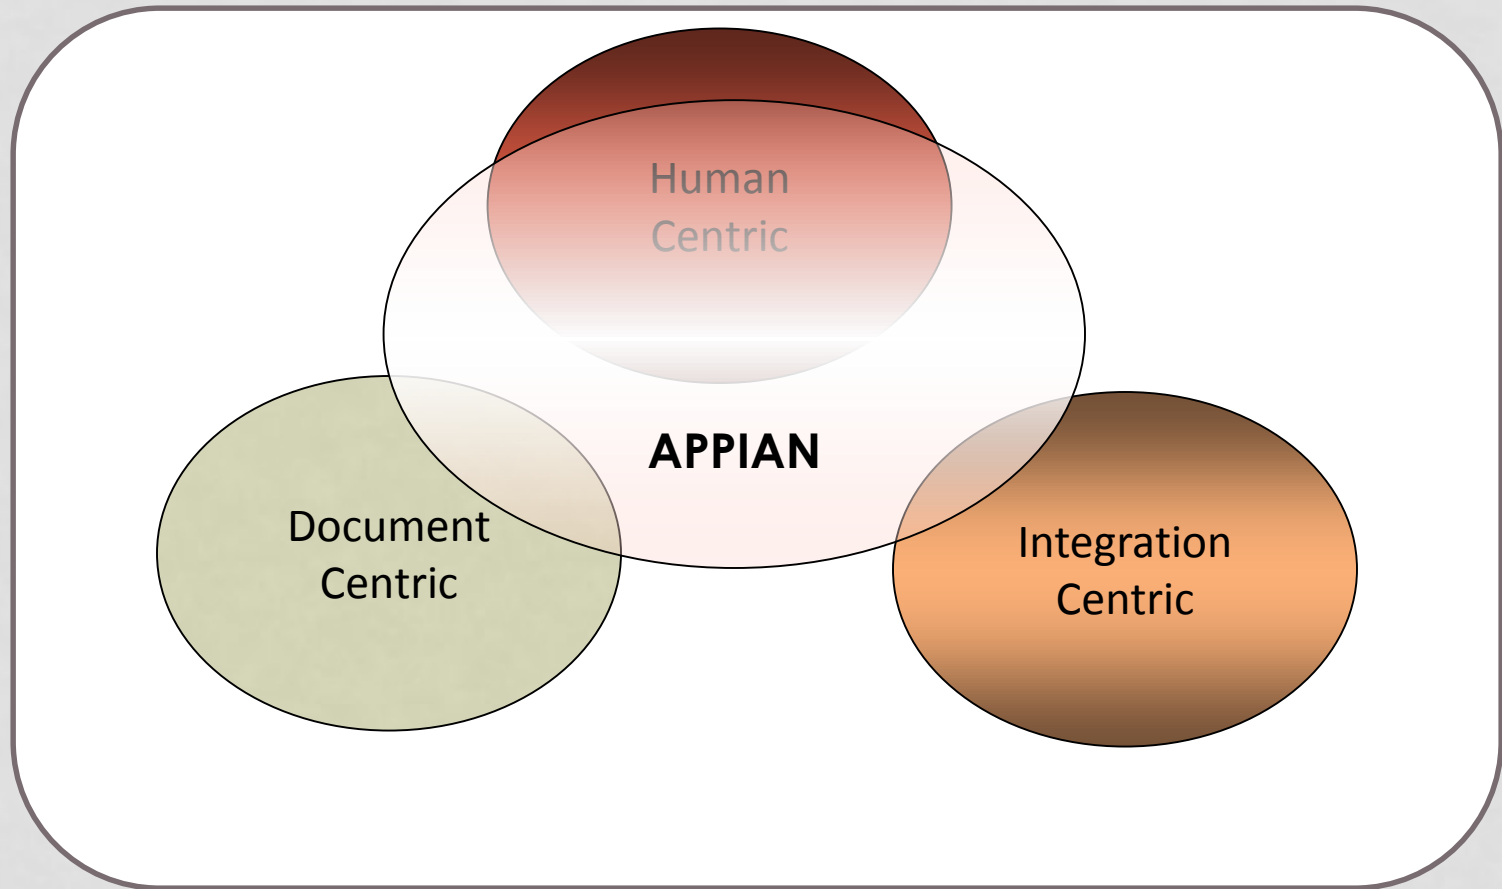 Human
Centric
APPIAN
Document
Centric
Integration
Centric